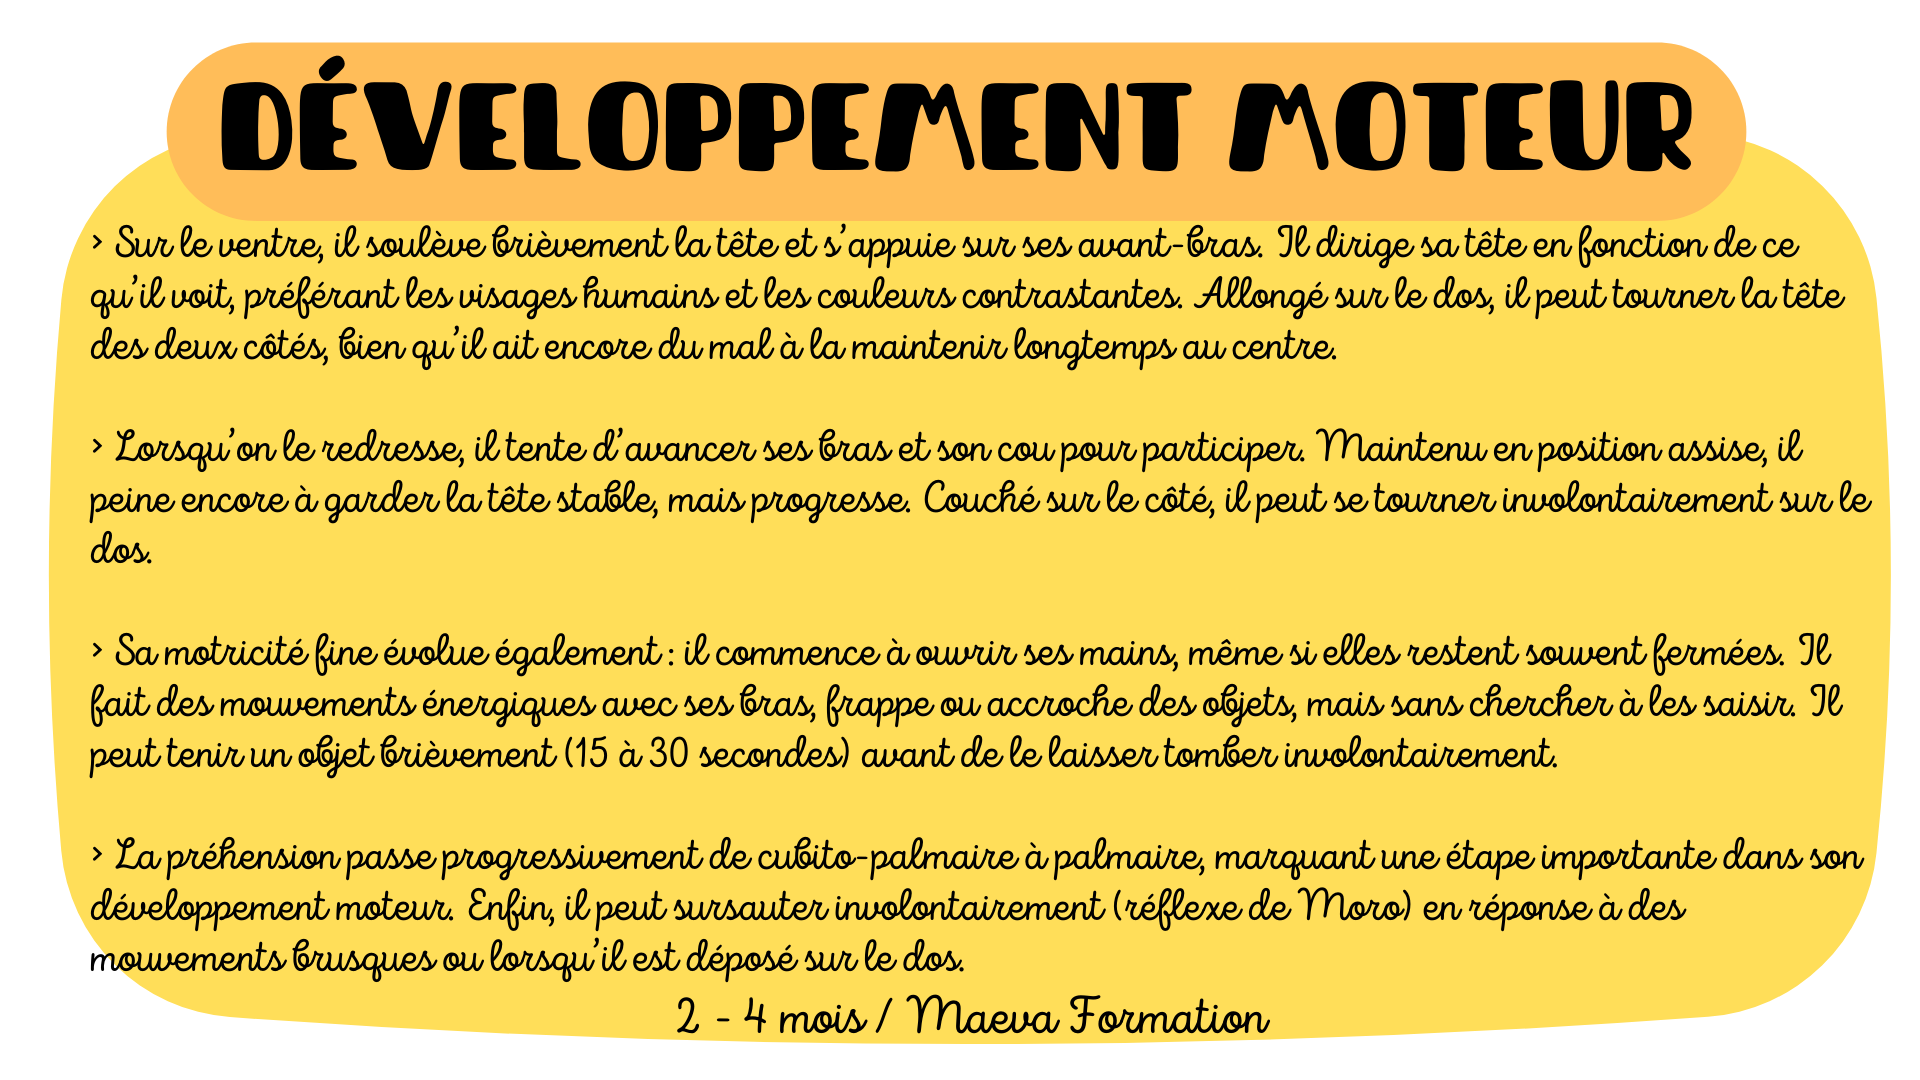 DÉVELOPPEMENT MOTEUR
> Sur le ventre, il soulève brièvement la tête et s’appuie sur ses avant-bras. Il dirige sa tête en fonction de ce
qu’il voit, préférant les visages humains et les couleurs contrastantes. Allongé sur le dos, il peut tourner la tête
des deux côtés, bien qu’il ait encore du mal à la maintenir longtemps au centre.
> Lorsqu’on le redresse, il tente d’avancer ses bras et son cou pour participer. Maintenu en position assise, il
peine encore à garder la tête stable, mais progresse. Couché sur le côté, il peut se tourner involontairement sur le
dos.
> Sa motricité fine évolue également : il commence à ouvrir ses mains, même si elles restent souvent fermées. Il
fait des mouvements énergiques avec ses bras, frappe ou accroche des objets, mais sans chercher à les saisir. Il
peut tenir un objet brièvement (15 à 30 secondes) avant de le laisser tomber involontairement.
> La préhension passe progressivement de cubito-palmaire à palmaire, marquant une étape importante dans son
développement moteur. Enfin, il peut sursauter involontairement (réflexe de Moro) en réponse à des
mouvements brusques ou lorsqu’il est déposé sur le dos.
2 - 4 mois / Maeva Formation